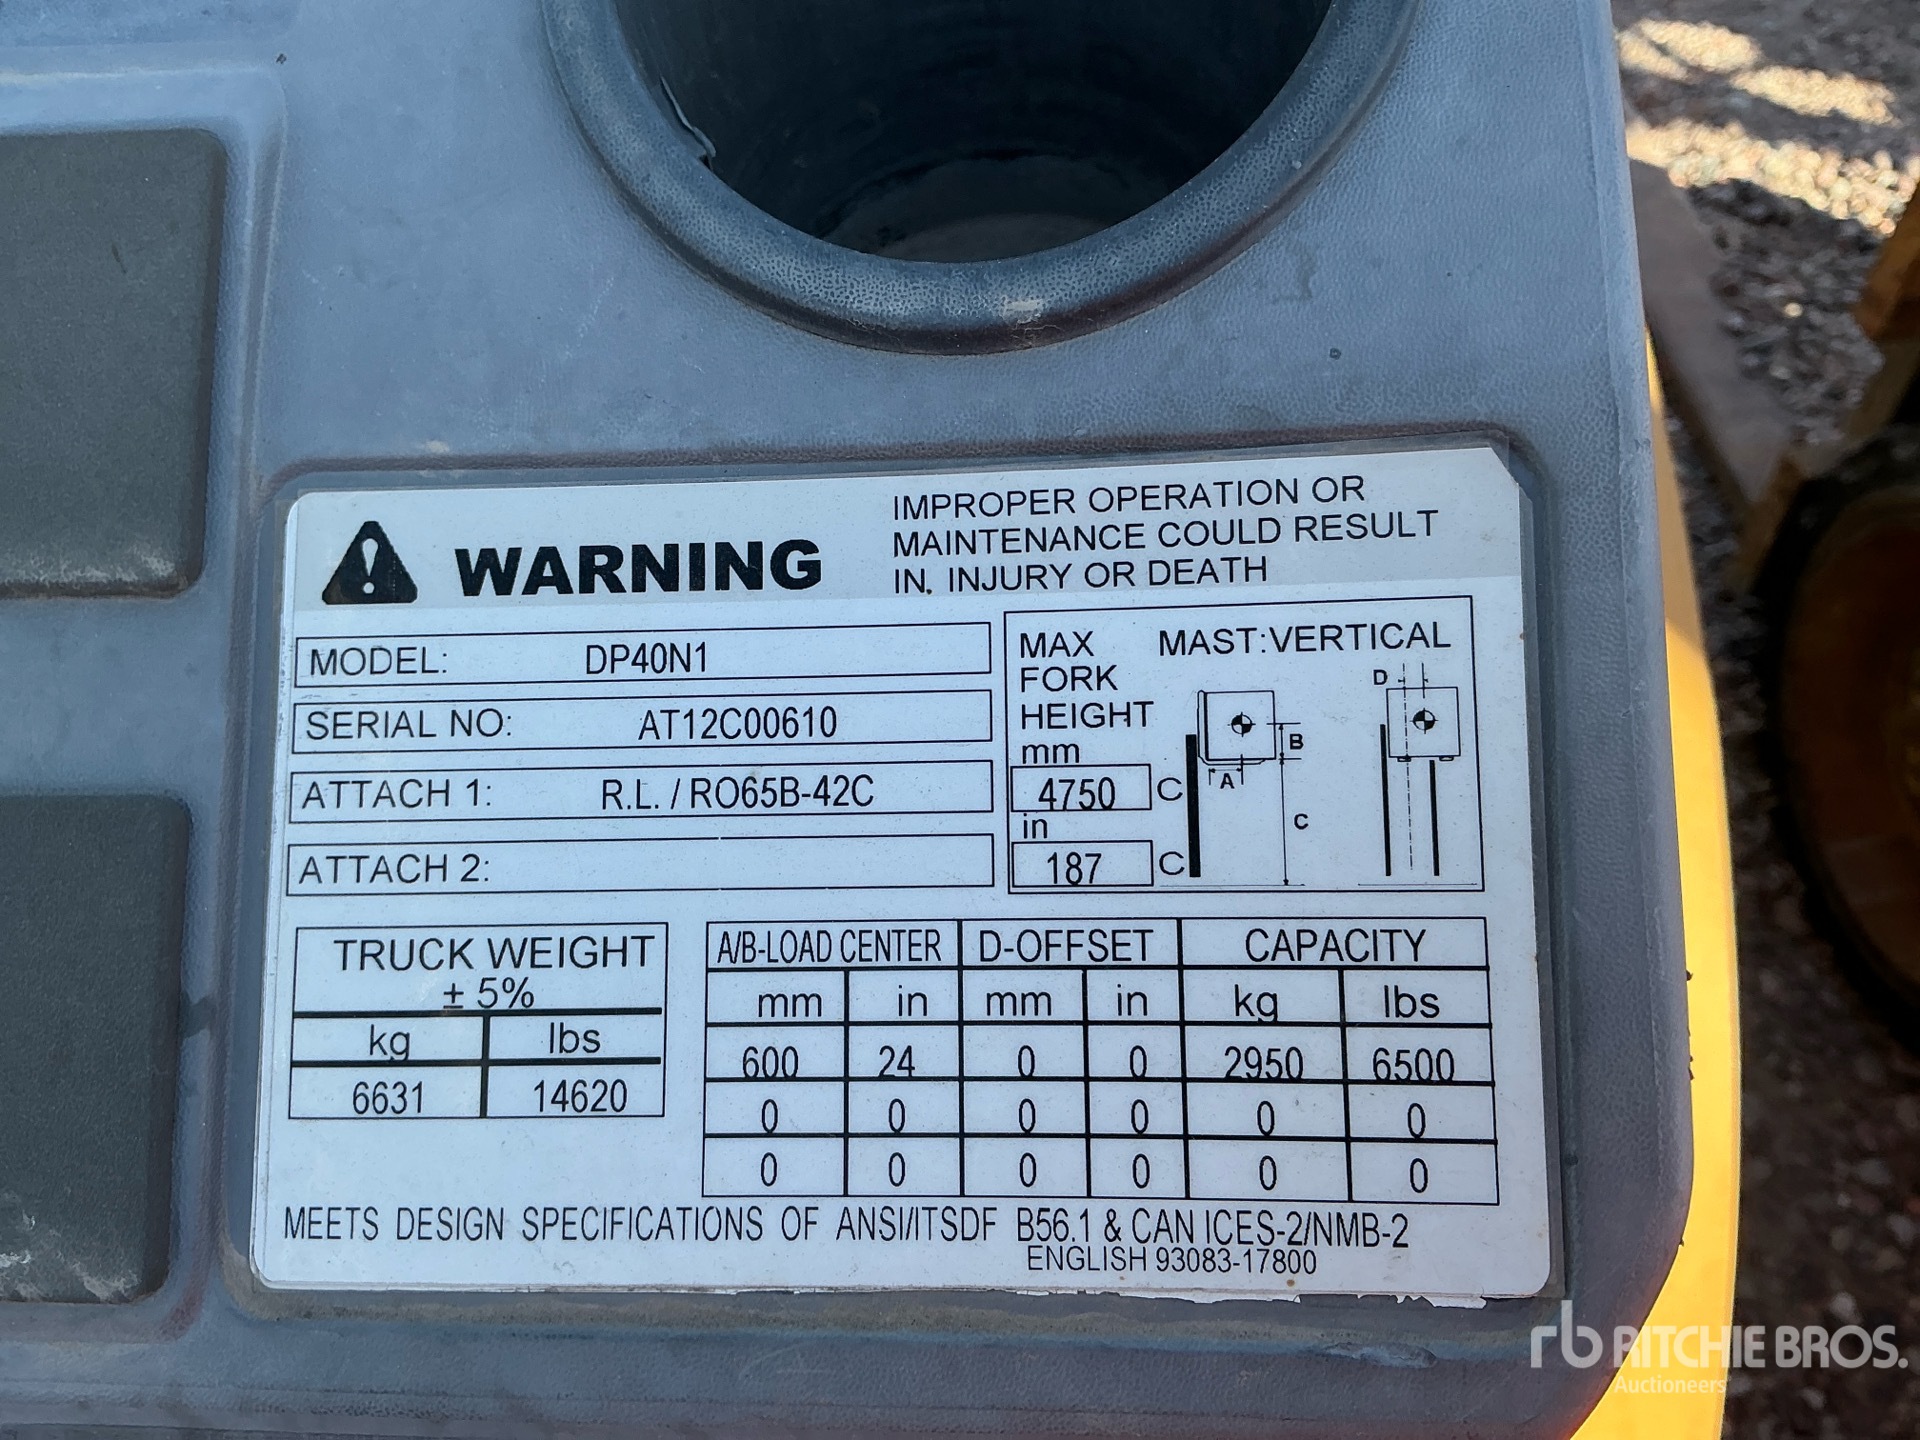 WARNING
IMPROPER OPERATION OR
MAINTENANCE COULD RESULT
IN. INJURY OR DEATH
MODEL: DP40N1
SERIAL NO: AT12C00610
ATTACH 1: R.L. / RO65B-42C
ATTACH 2:
MAX MAST:VERTICAL
FORK
HEIGHT
mm
4750 C
in
187 C
A
B
C
D
TRUCK WEIGHT
± 5%
kg lbs
6631 14620
A/B-LOAD CENTER D-OFFSET CAPACITY
mm in mm in kg lbs
600 24 0 0 2950 6500
0 0 0 0 0 0
0 0 0 0 0 0
MEETS DESIGN SPECIFICATIONS OF ANSI/ITSDF B56.1 & CAN ICES-2/NMB-2
ENGLISH 93083-17800
rb RITCHIE BROS.
Auctioneers